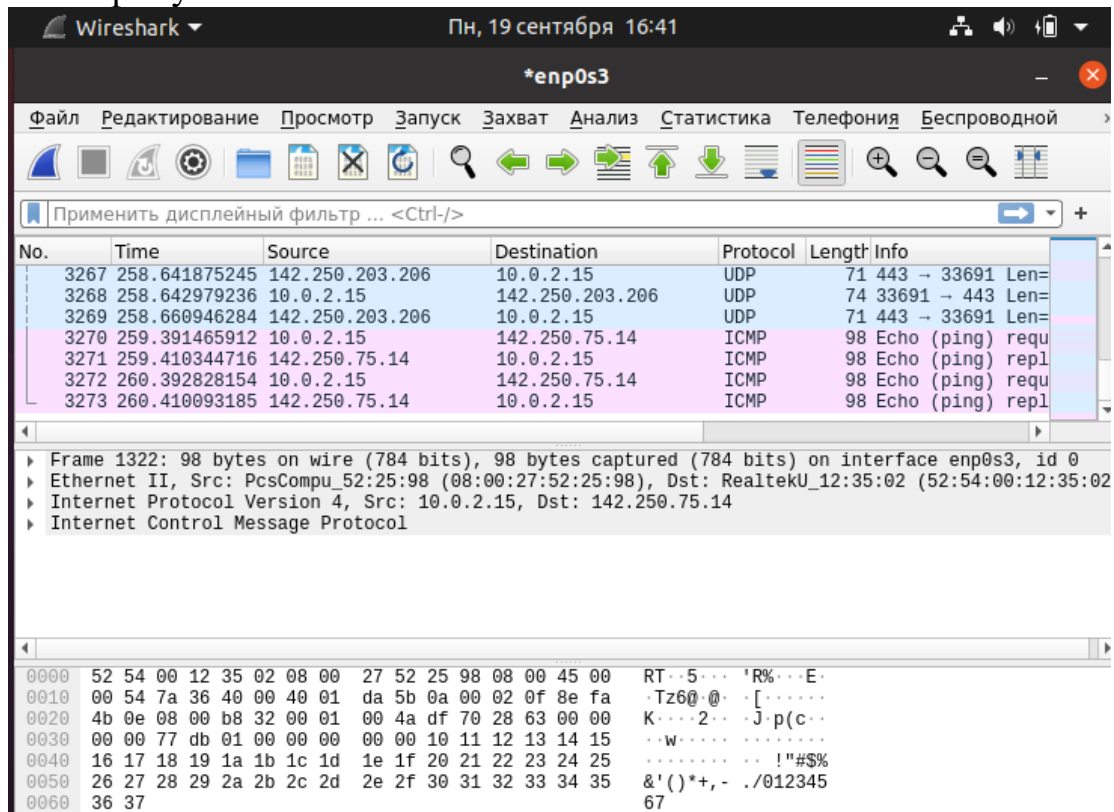 Wireshark
Пн, 19 сентября 16:41
*enp0s3
Файл Редактирование Просмотр Запуск Захват Анализ Статистика Телефония Беспроводной
Применить дисплейный фильтр ... <Ctrl-/>
No. Time Source Destination Protocol Length Info
3267 258.641875245 142.250.203.206 10.0.2.15 UDP 71 443 → 33691 Len=
3268 258.642979236 10.0.2.15 142.250.203.206 UDP 74 33691 → 443 Len=
3269 258.660946284 142.250.203.206 10.0.2.15 UDP 71 443 → 33691 Len=
3270 259.391465912 10.0.2.15 142.250.75.14 ICMP 98 Echo (ping) requ
3271 259.410344716 142.250.75.14 10.0.2.15 ICMP 98 Echo (ping) repl
3272 260.392828154 10.0.2.15 142.250.75.14 ICMP 98 Echo (ping) requ
3273 260.410093185 142.250.75.14 10.0.2.15 ICMP 98 Echo (ping) repl
Frame 1322: 98 bytes on wire (784 bits), 98 bytes captured (784 bits) on interface enp0s3, id 0
Ethernet II, Src: PcsCompu_52:25:98 (08:00:27:52:25:98), Dst: RealtekU_12:35:02 (52:54:00:12:35:02
Internet Protocol Version 4, Src: 10.0.2.15, Dst: 142.250.75.14
Internet Control Message Protocol
0000 52 54 00 12 35 02 08 00 27 52 25 98 08 00 45 00 RT··5··· 'R%···E·
0010 00 54 7a 36 40 00 40 01 da 5b 0a 00 02 0f 8e fa ·Tz6@·@· ·[······
0020 4b 0e 08 00 b8 32 00 01 00 4a df 70 28 63 00 00 K····2·· ·J·p(c··
0030 00 00 77 db 01 00 00 00 00 00 10 11 12 13 14 15 ··w····· ········
0040 16 17 18 19 1a 1b 1c 1d 1e 1f 20 21 22 23 24 25 ········ ·· !"#$%
0050 26 27 28 29 2a 2b 2c 2d 2e 2f 30 31 32 33 34 35 &'()*+,- ./012345
0060 36 37 67